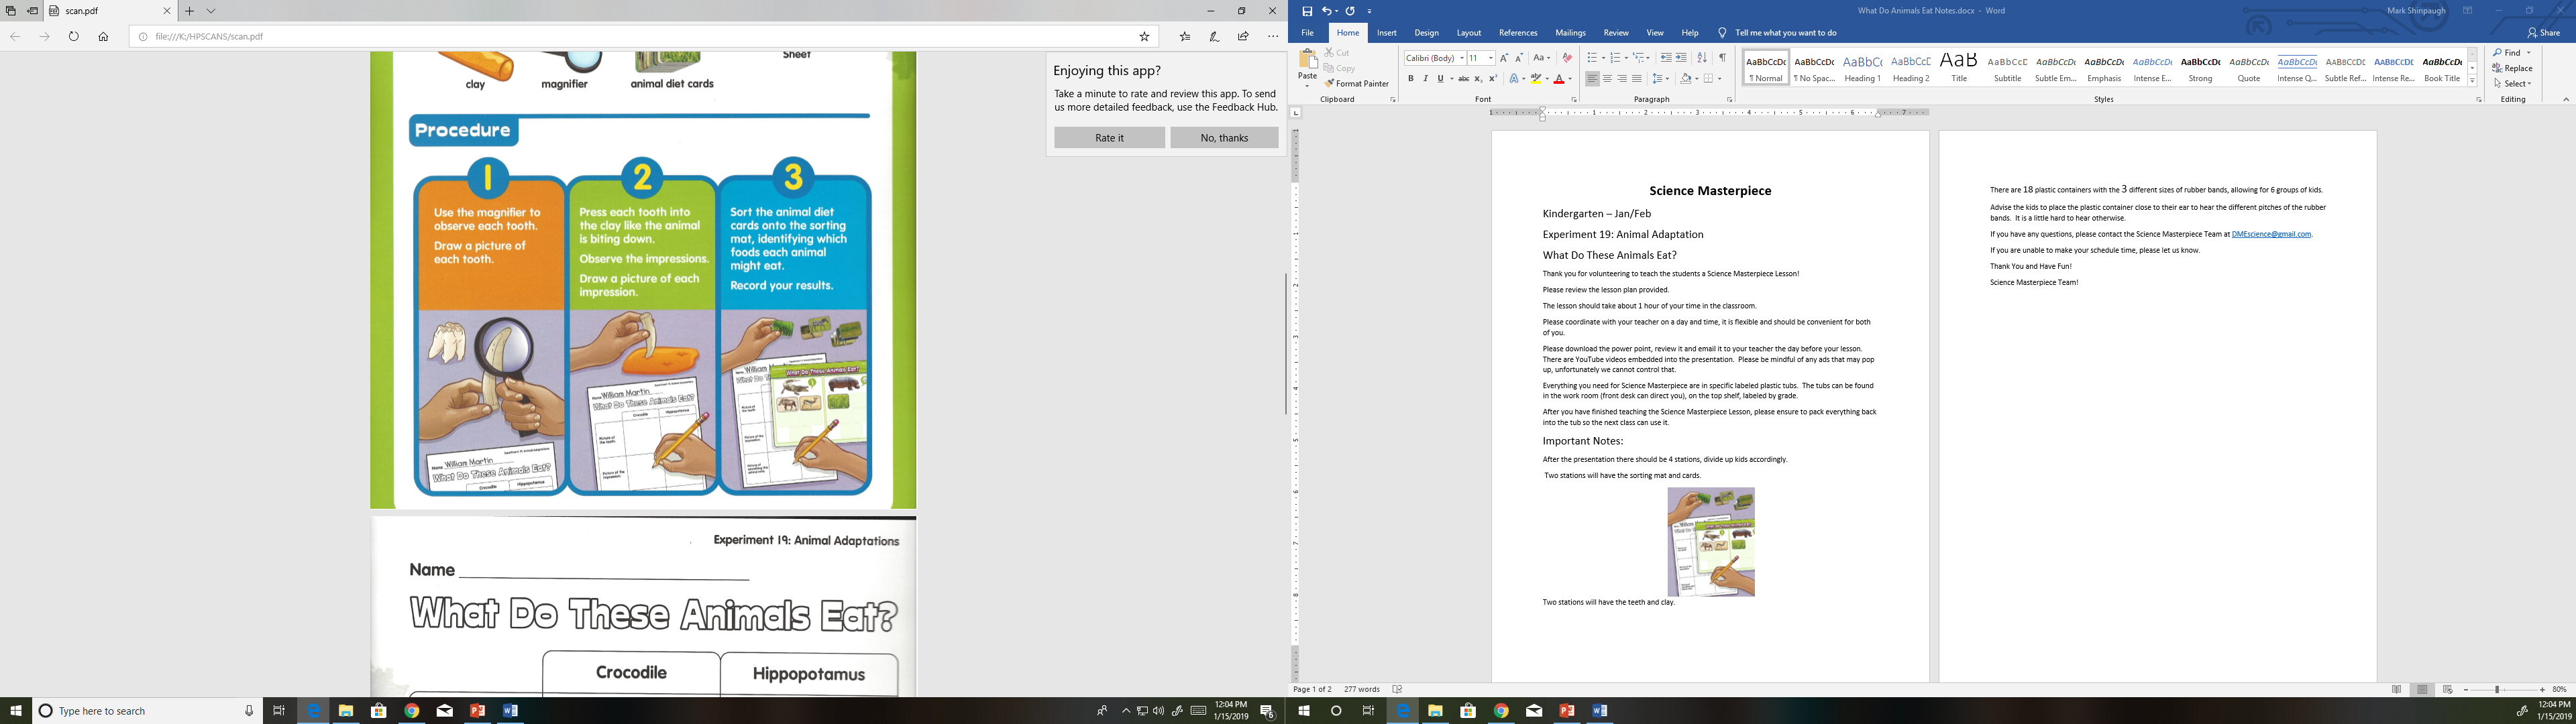 scan.pdf
file:///K:/HPSCANS/scan.pdf
Sheet
clay
magnifier
animal diet cards
Procedure
1
Use the magnifier to
observe each tooth.
Draw a picture of
each tooth.
2
Press each tooth into
the clay like the animal
is biting down.
Observe the impressions.
Draw a picture of each
impression.
3
Sort the animal diet
cards onto the sorting
mat, identifying which
foods each animal
might eat.
Record your results.
Name William Martin
What Do These Animals Eat?
Crocodile Hippopotamus
Experiment 19: Animal Adaptations
Name
What Do These Animals Eat?
Crocodile
Hippopotamus
Enjoying this app?
Take a minute to rate and review this app. To send
us more detailed feedback, use the Feedback Hub.
Rate it
No, thanks
Type here to search
12:04 PM
1/15/2019
What Do Animals Eat Notes.docx - Word
Mark Shinpaugh
File Home Insert Design Layout References Mailings Review View Help Tell me what you want to do
Share
Paste
Cut
Copy
Format Painter
Clipboard
Calibri (Body) 11
Font
Paragraph
¶ Normal ¶ No Spac... Heading 1 Heading 2 Title Subtitle Subtle Em... Emphasis Intense E... Strong Quote Intense Q... Subtle Ref... Intense Re... Book Title
Styles
Find
Replace
Select
Editing
Science Masterpiece
Kindergarten – Jan/Feb
Experiment 19: Animal Adaptation
What Do These Animals Eat?
Thank you for volunteering to teach the students a Science Masterpiece Lesson!
Please review the lesson plan provided.
The lesson should take about 1 hour of your time in the classroom.
Please coordinate with your teacher on a day and time, it is flexible and should be convenient for both
of you.
Please download the power point, review it and email it to your teacher the day before your lesson.
There are YouTube videos embedded into the presentation. Please be mindful of any ads that may pop
up, unfortunately we cannot control that.
Everything you need for Science Masterpiece are in specific labeled plastic tubs. The tubs can be found
in the work room (front desk can direct you), on the top shelf, labeled by grade.
After you have finished teaching the Science Masterpiece Lesson, please ensure to pack everything back
into the tub so the next class can use it.
Important Notes:
After the presentation there should be 4 stations, divide up kids accordingly.
Two stations will have the sorting mat and cards.
Two stations will have the teeth and clay.
There are 18 plastic containers with the 3 different sizes of rubber bands, allowing for 6 groups of kids.
Advise the kids to place the plastic container close to their ear to hear the different pitches of the rubber
bands. It is a little hard to hear otherwise.
If you have any questions, please contact the Science Masterpiece Team at DMEscience@gmail.com.
If you are unable to make your schedule time, please let us know.
Thank You and Have Fun!
Science Masterpiece Team!
Page 1 of 2 277 words
80%
12:04 PM
1/15/2019